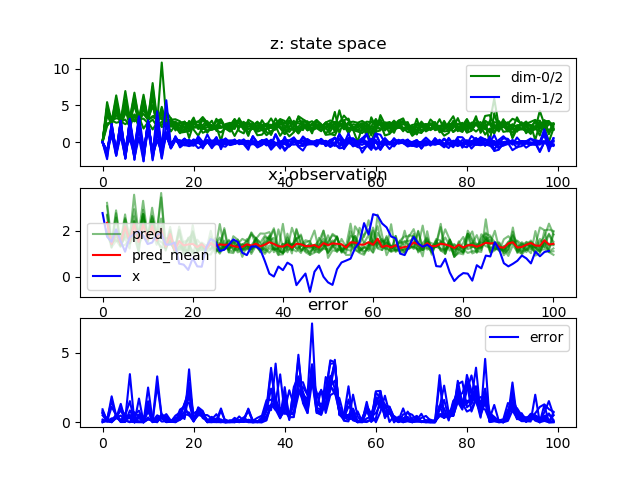 z: state space
10
5
0
dim-0/2
dim-1/2
0 20 40 60 80 100
x: observation
2
0
pred
pred_mean
x
0 20 40 60 80 100
error
5
0
error
0 20 40 60 80 100